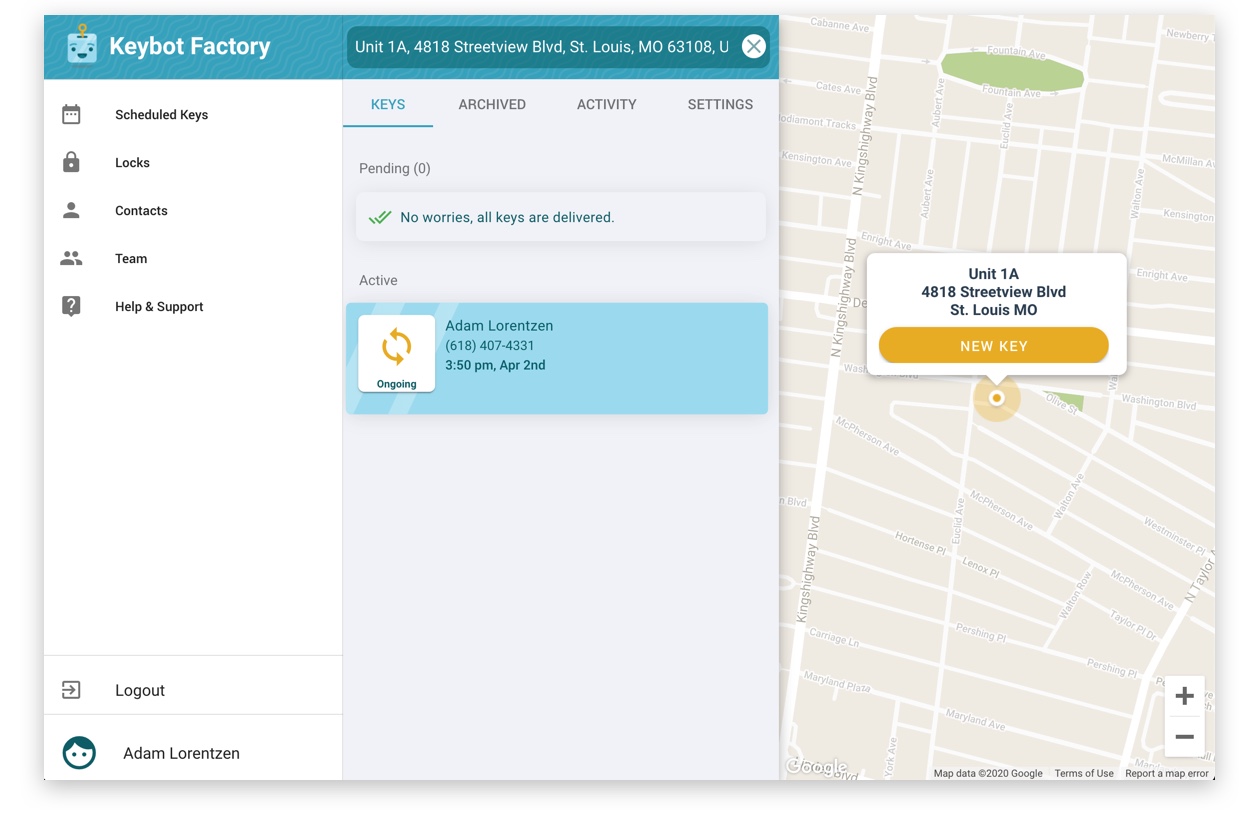 Keybot Factory
Unit 1A, 4818 Streetview Blvd, St. Louis, MO 63108, U
Scheduled Keys
Locks
Contacts
Team
Help & Support
Logout
Adam Lorentzen
KEYS
ARCHIVED
ACTIVITY
SETTINGS
Pending (0)
No worries, all keys are delivered.
Active
Ongoing
Adam Lorentzen
(618) 407-4331
3:50 pm, Apr 2nd
Cabanne Ave
Newberry T
Fountain Ave
Fountain Ave
Cates Ave
N Kingshighway Blvd
Aubert Ave
Euclid Ave
odiamont Tracks
Kensington Ave
McMillan Av
Aubert Ave
Walton Ave
Kensington
Enright Ave
Enright Ave
N Kingshighway Blvd
De
Unit 1A
4818 Streetview Blvd
St. Louis MO
NEW KEY
Olive St
Washington Blvd
McPherson Ave
n Blvd
McPherson Ave
Walton Ave
Euclid Ave
Westminster Pl
Hortense Pl
Lenox Pl
Kingshighway Blvd
McPherson Ave
Walton Row
N Taylor A
Taylor Pl Dr
Carriage Ln
Pershing Pl
Pershing Pl
Maryland Plaza
Maryland Ave
York Ave
Google
Map data ©2020 Google
Terms of Use
Report a map error